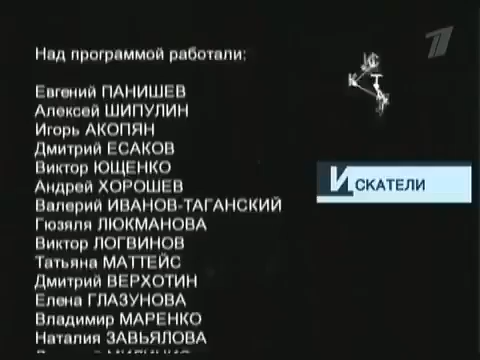 Над программой работали:
Евгений ПАНИШЕВ
Алексей ШИПУЛИН
Игорь АКОПЯН
Дмитрий ЕСАКОВ
Виктор ЮЩЕНКО
Андрей ХОРОШЕВ
Валерий ИВАНОВ-ТАГАНСКИЙ
Гюзяля ЛЮКМАНОВА
Виктор ЛОГВИНОВ
Татьяна МАТТЕЙС
Дмитрий ВЕРХОТИН
Елена ГЛАЗУНОВА
Владимир МАРЕНКО
Наталия ЗАВЬЯЛОВА
ИСКАТЕЛИ
1